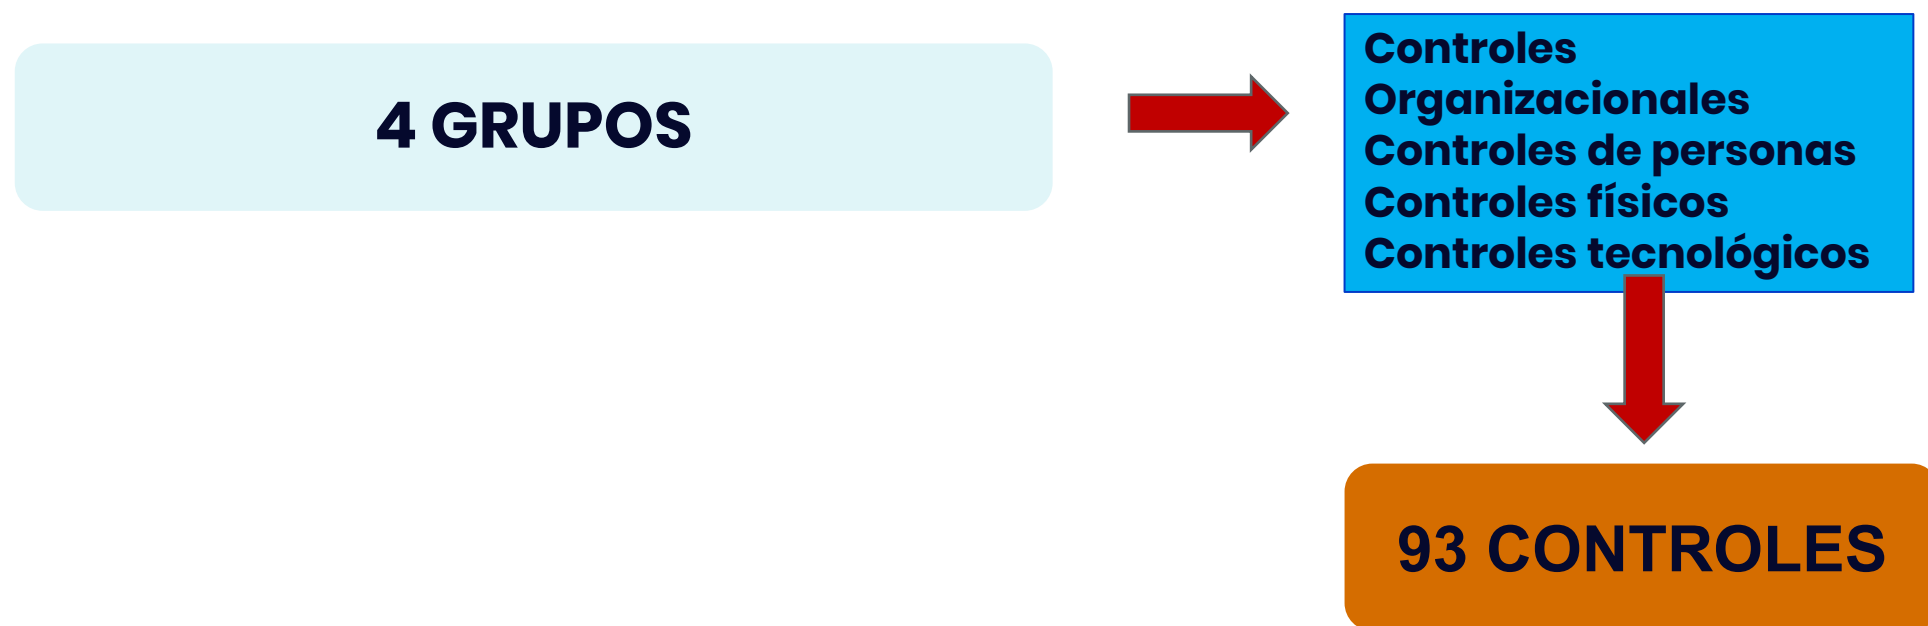 4 GRUPOS
Controles
Organizacionales
Controles de personas
Controles físicos
Controles tecnológicos
93 CONTROLES